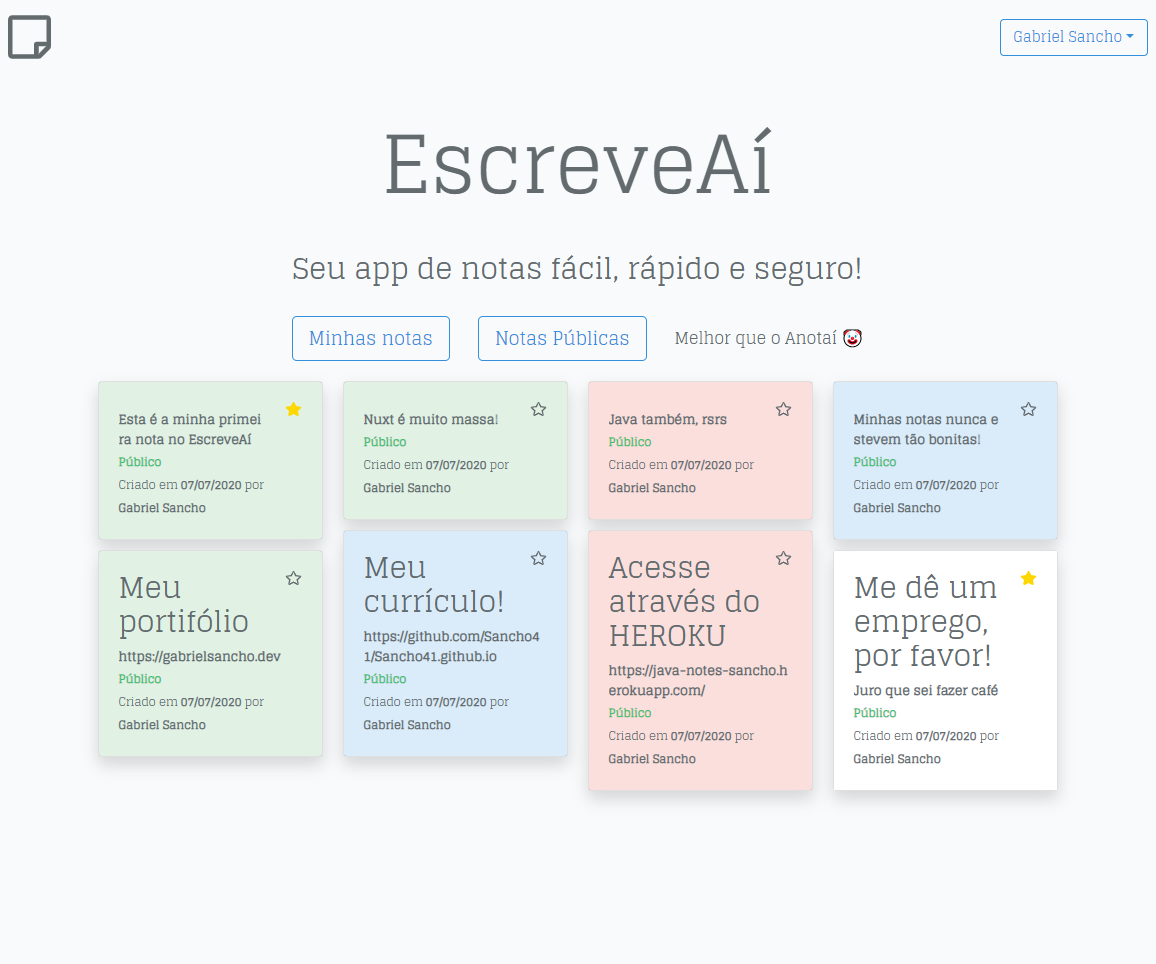 Gabriel Sancho
EscreveAí
Seu app de notas fácil, rápido e seguro!
Minhas notas
Notas Públicas
Melhor que o Anotaí 🤡
Esta é a minha primei
ra nota no EscreveAí
Público
Criado em 07/07/2020 por
Gabriel Sancho
Nuxt é muito massa!
Público
Criado em 07/07/2020 por
Gabriel Sancho
Java também, rsrs
Público
Criado em 07/07/2020 por
Gabriel Sancho
Minhas notas nunca e
stevem tão bonitas!
Público
Criado em 07/07/2020 por
Gabriel Sancho
Meu
portifólio
https://gabrielsancho.dev
Público
Criado em 07/07/2020 por
Gabriel Sancho
Meu
currículo!
https://github.com/Sancho4
1/Sancho41.github.io
Público
Criado em 07/07/2020 por
Gabriel Sancho
Acesse
através do
HEROKU
https://java-notes-sancho.h
erokuapp.com/
Público
Criado em 07/07/2020 por
Gabriel Sancho
Me dê um
emprego,
por favor!
Juro que sei fazer café
Público
Criado em 07/07/2020 por
Gabriel Sancho